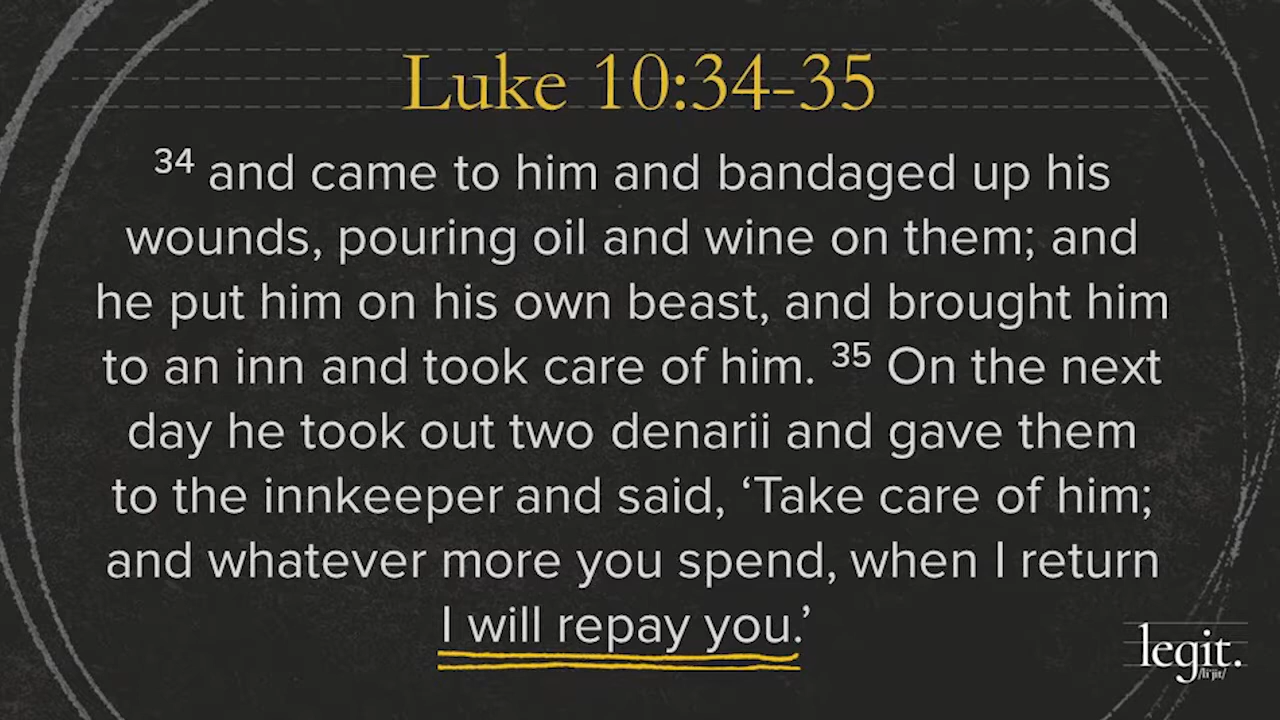 Luke 10:34-35
34 and came to him and bandaged up his
wounds, pouring oil and wine on them; and
he put him on his own beast, and brought him
to an inn and took care of him. 35 On the next
day he took out two denarii and gave them
to the innkeeper and said, ‘Take care of him;
and whatever more you spend, when I return
I will repay you.’
legit.